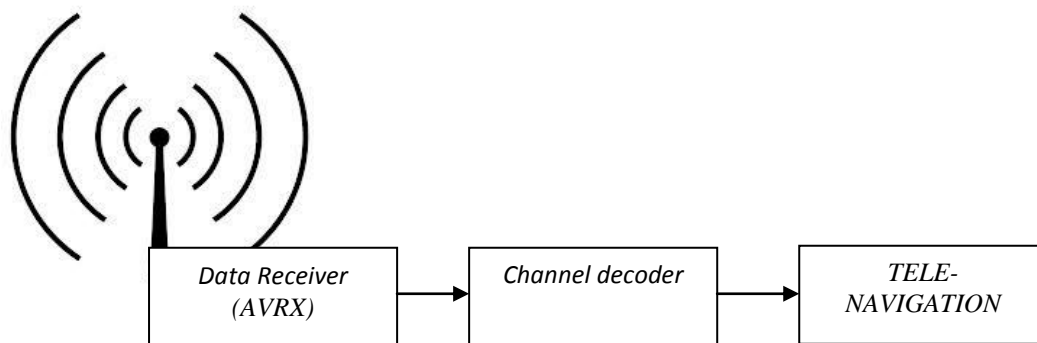 Data Receiver
(AVRX)
Channel decoder
TELE-
NAVIGATION